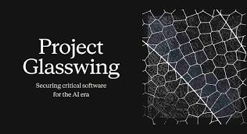 Project
Glasswing
Securing critical software
for the AI era